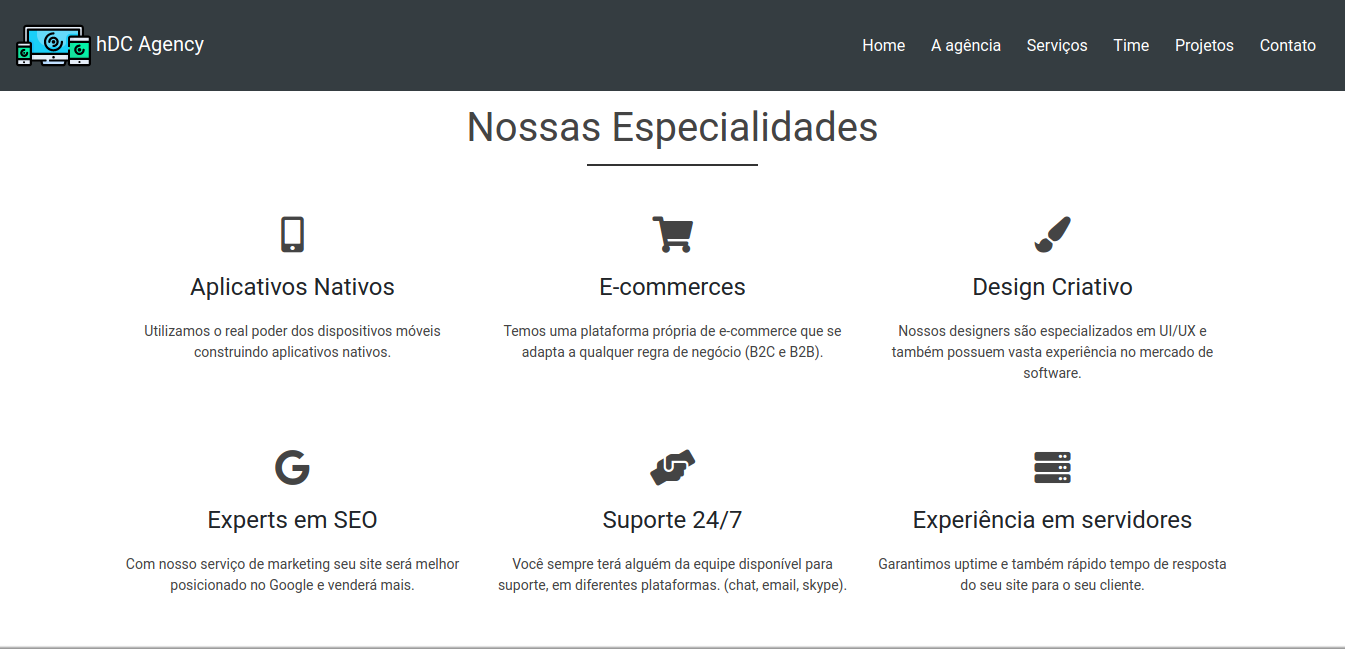 hDC Agency
Home A agência Serviços Time Projetos Contato
Nossas Especialidades
Aplicativos Nativos
Utilizamos o real poder dos dispositivos móveis
construindo aplicativos nativos.
E-commerces
Temos uma plataforma própria de e-commerce que se
adapta a qualquer regra de negócio (B2C e B2B).
Design Criativo
Nossos designers são especializados em UI/UX e
também possuem vasta experiência no mercado de
software.
Experts em SEO
Com nosso serviço de marketing seu site será melhor
posicionado no Google e venderá mais.
Suporte 24/7
Você sempre terá alguém da equipe disponível para
suporte, em diferentes plataformas. (chat, email, skype).
Experiência em servidores
Garantimos uptime e também rápido tempo de resposta
do seu site para o seu cliente.